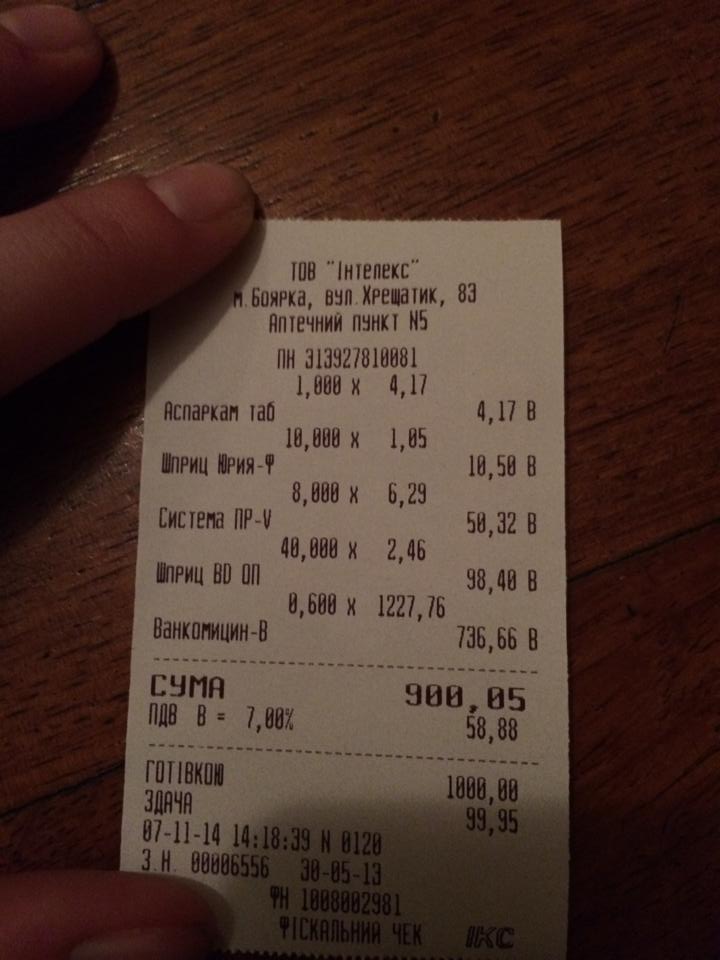 ТОВ "Інтелекс"
м.Боярка, вул.Хрещатик, 83
Аптечний пункт N5
ПН 313927810081
1,000 x 4,17
Аспаркам таб 4,17 В
10,000 x 1,05
Шприц Юрия-Ф 10,50 В
8,000 x 6,29
Система ПР-V 50,32 В
40,000 x 2,46
Шприц BD ОП 98,40 В
0,600 x 1227,76
Ванкомицин-В 736,66 В
СУМА 900,05
ПДВ В = 7,00% 58,88
ГОТІВКОЮ 1000,00
ЗДАЧА 99,95
07-11-14 14:18:39 N 0120
З.Н. 00006556 30-05-13
ФН 1008002981
ФІСКАЛЬНИЙ ЧЕК ІКС